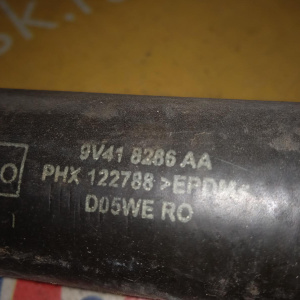 9V41 8286 AA
PHX 122788 >EPDM<
D05WE RO